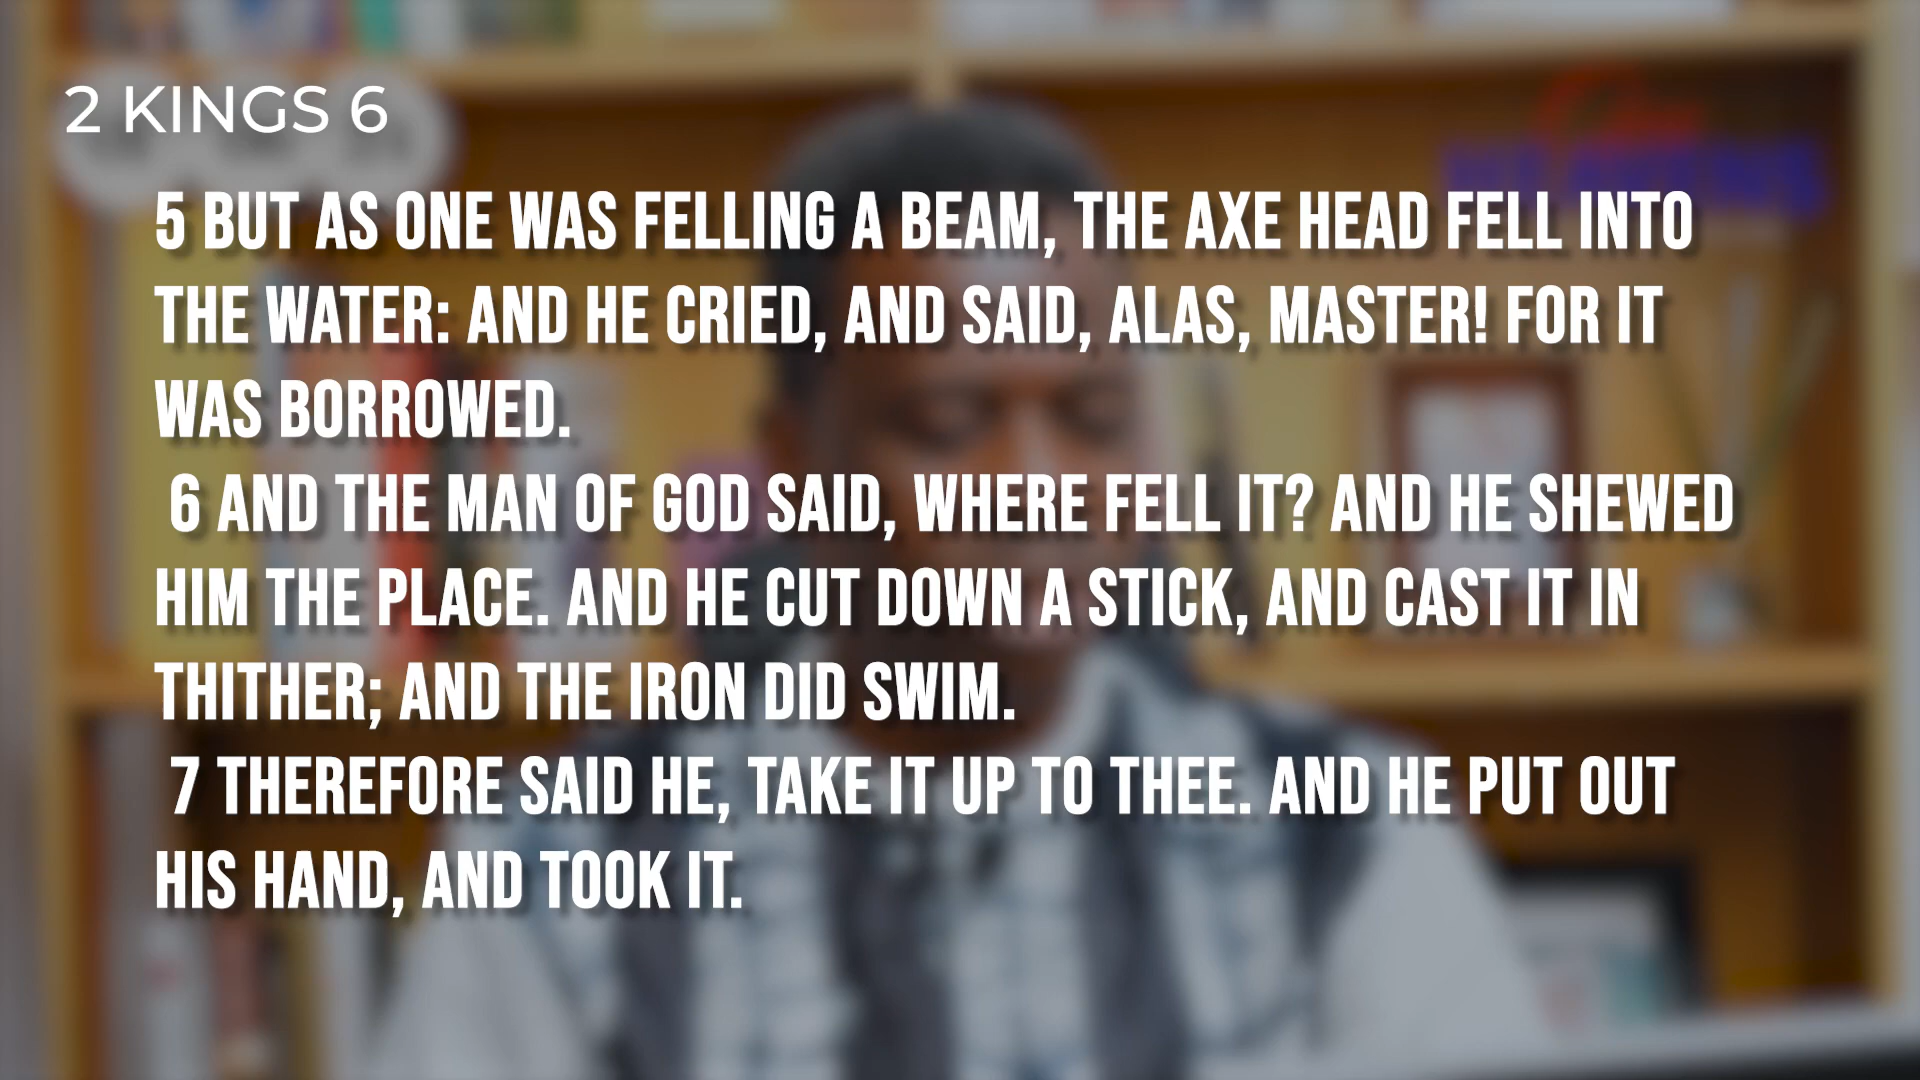 2 KINGS 6
5 BUT AS ONE WAS FELLING A BEAM, THE AXE HEAD FELL INTO
THE WATER: AND HE CRIED, AND SAID, ALAS, MASTER! FOR IT
WAS BORROWED.
6 AND THE MAN OF GOD SAID, WHERE FELL IT? AND HE SHEWED
HIM THE PLACE. AND HE CUT DOWN A STICK, AND CAST IT IN
THITHER; AND THE IRON DID SWIM.
7 THEREFORE SAID HE, TAKE IT UP TO THEE. AND HE PUT OUT
HIS HAND, AND TOOK IT.